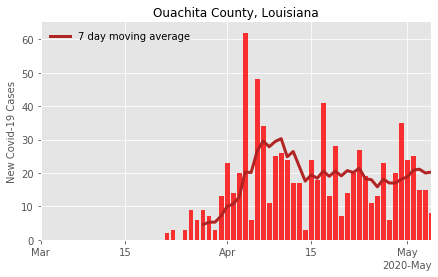 Ouachita County, Louisiana
7 day moving average
New Covid-19 Cases
60
50
40
30
20
10
0
Mar 15 Apr 15 May
2020-May